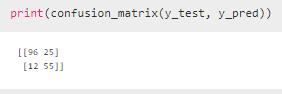 print(confusion_matrix(y_test, y_pred))
[[96 25]
[12 55]]